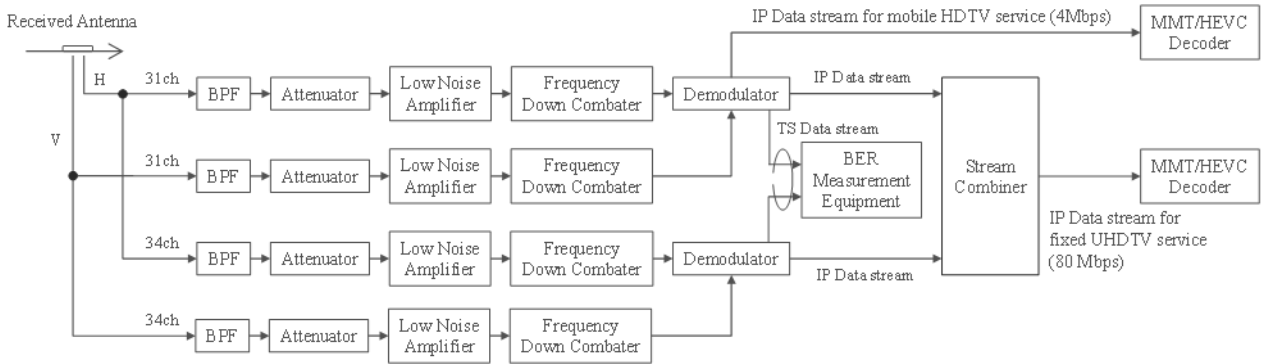 Received Antenna
H
V
31ch
BPF
Attenuator
Low Noise
Amplifier
Frequency
Down Combater
Demodulator
IP Data stream for mobile HDTV service (4Mbps)
MMT/HEVC
Decoder
IP Data stream
TS Data stream
31ch
BPF
Attenuator
Low Noise
Amplifier
Frequency
Down Combater
BER
Measurement
Equipment
Stream
Combiner
MMT/HEVC
Decoder
IP Data stream for
fixed UHDTV service
(80 Mbps)
34ch
BPF
Attenuator
Low Noise
Amplifier
Frequency
Down Combater
Demodulator
IP Data stream
34ch
BPF
Attenuator
Low Noise
Amplifier
Frequency
Down Combater